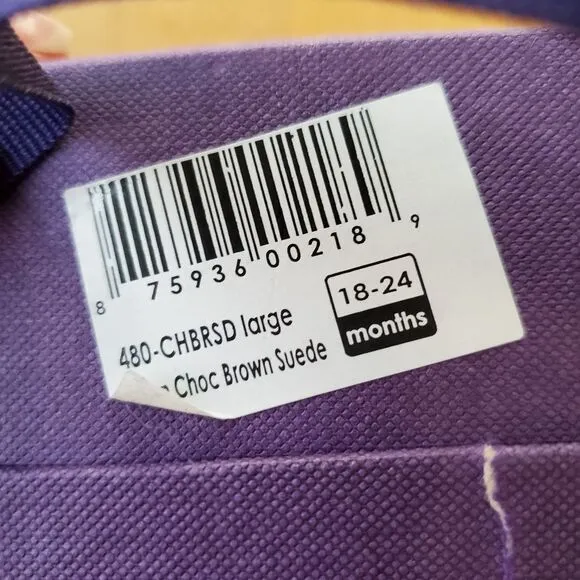 8 75936 00218 9
480-CHBRSD large
Choc Brown Suede
18-24
months